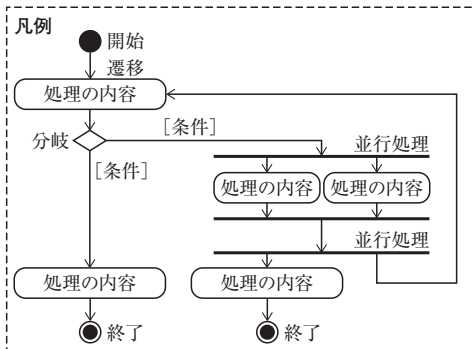 凡例
開始
遷移
処理の内容
分岐
[条件]
[条件]
並行処理
処理の内容
処理の内容
並行処理
処理の内容
処理の内容
終了
終了